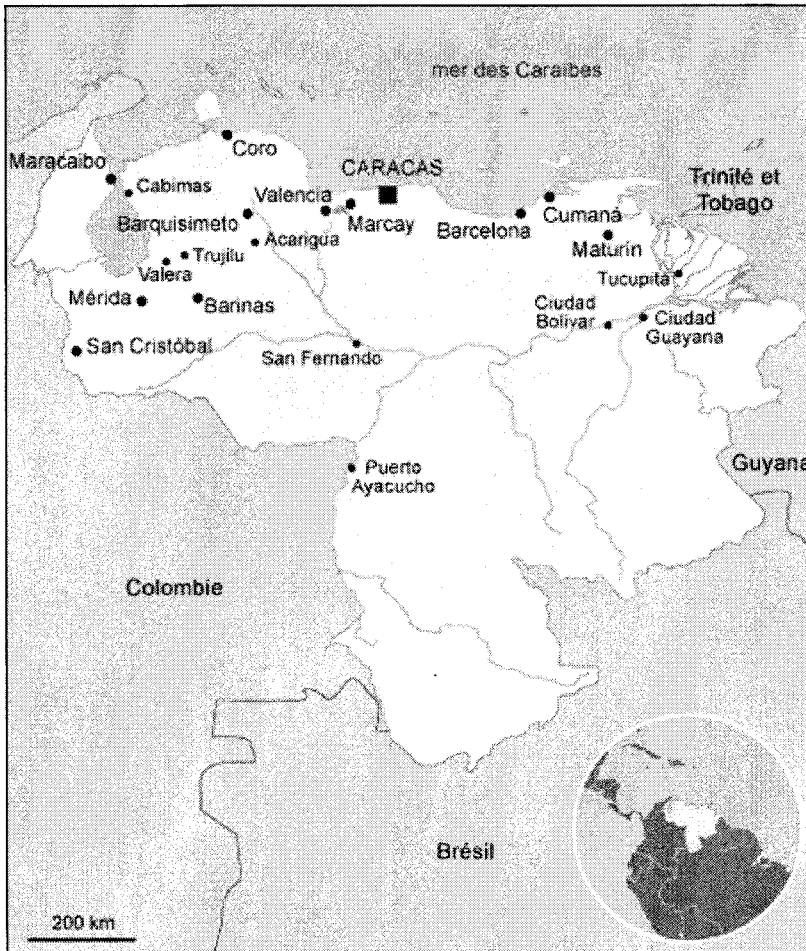 mer des Caraïbes
Coro
Maracaibo
CARACAS
Cabimas
Valencia
Trinité et
Tobago
Barquisimeto
Marcay
Barcelona
Cumaná
Acarigua
Maturín
Trujilu
Valera
Tucupita
Mérida
Barinas
Ciudad
Bolivar
Ciudad
Guayana
San Cristóbal
San Fernando
Puerto
Ayacucho
Guyana
Colombie
Brésil
200 km